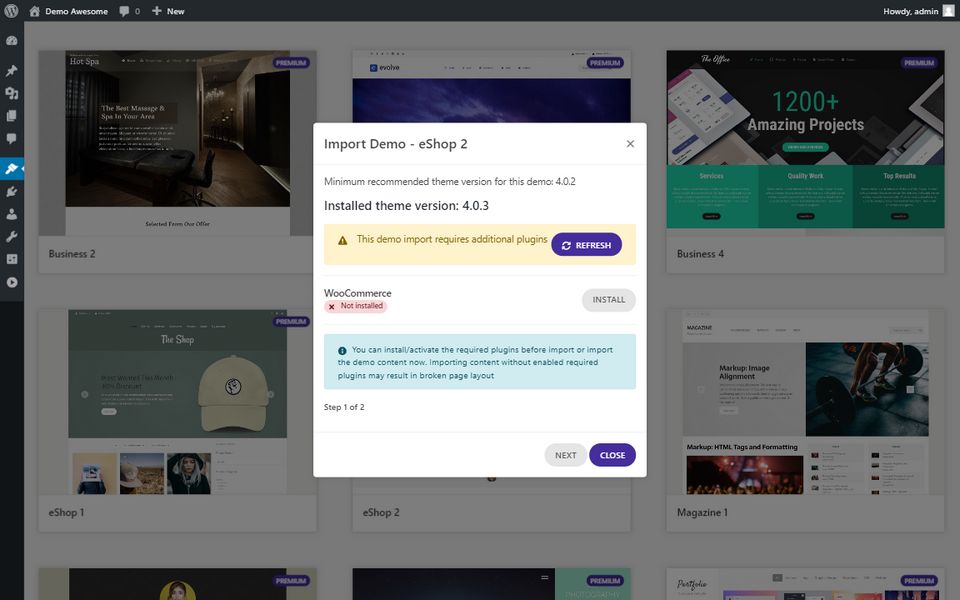 Demo Awesome
0
New
Howdy, admin
Hot Spa
PREMIUM
The Best Massage &
Spa In Your Area
Selected From Our Offer
Business 2
evolve
PREMIUM
The Office
PREMIUM
1200+
Amazing Projects
Services
Quality Work
Top Results
Business 4
Import Demo - eShop 2
Minimum recommended theme version for this demo: 4.0.2
Installed theme version: 4.0.3
This demo import requires additional plugins
REFRESH
WooCommerce
Not installed
INSTALL
You can install/activate the required plugins before import or import
the demo content now. Importing content without enabled required
plugins may result in broken page layout
Step 1 of 2
NEXT
CLOSE
PREMIUM
The Shop
Most Wanted This Month
eShop 1
eShop 2
MAGAZINE
Markup: Image
Alignment
Markup: HTML Tags and Formatting
Magazine 1
PREMIUM
PREMIUM
PHOTOGRAPHY
Portfolio
PREMIUM